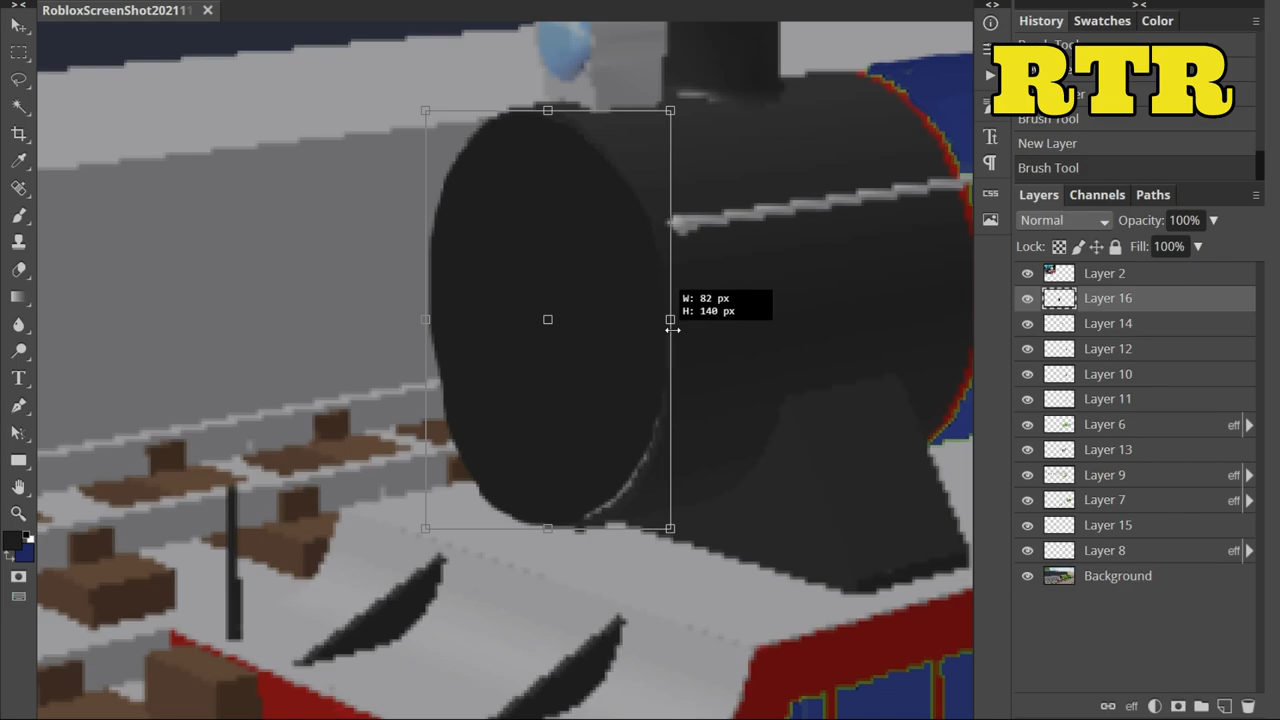 RobloxScreenShot20211
History
Swatches
Color
RTR
Brush Tool
New Layer
Brush Tool
Layers
Channels
Paths
Normal
Opacity: 100%
Lock:
Fill: 100%
Layer 2
Layer 16
Layer 14
Layer 12
Layer 10
Layer 11
Layer 6
eff
Layer 13
Layer 9
eff
Layer 7
eff
Layer 15
Layer 8
eff
Background
W: 82 px
H: 140 px
Tt
css
T
eff